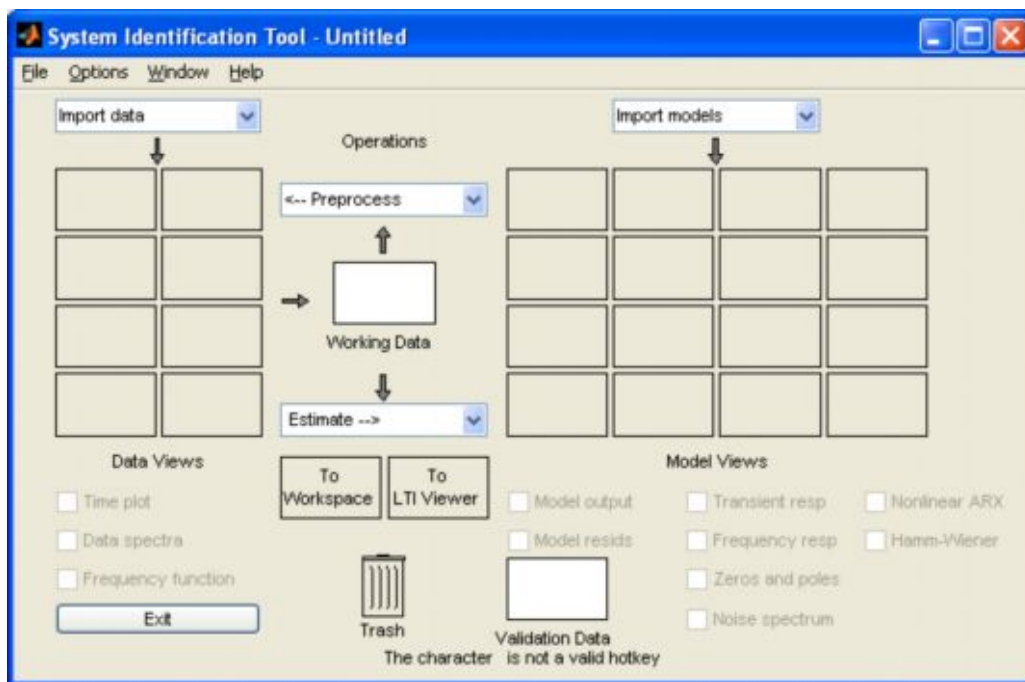 System Identification Tool - Untitled
File Options Window Help
Import data
Import models
Operations
<-- Preprocess
Working Data
Estimate -->
Data Views
Model Views
To Workspace
To LTI Viewer
Time plot
Data spectra
Frequency function
Model output
Model resids
Transient resp
Frequency resp
Zeros and poles
Noise spectrum
Nonlinear ARX
Hamm-Wiener
Exit
Trash
Validation Data
The character is not a valid hotkey